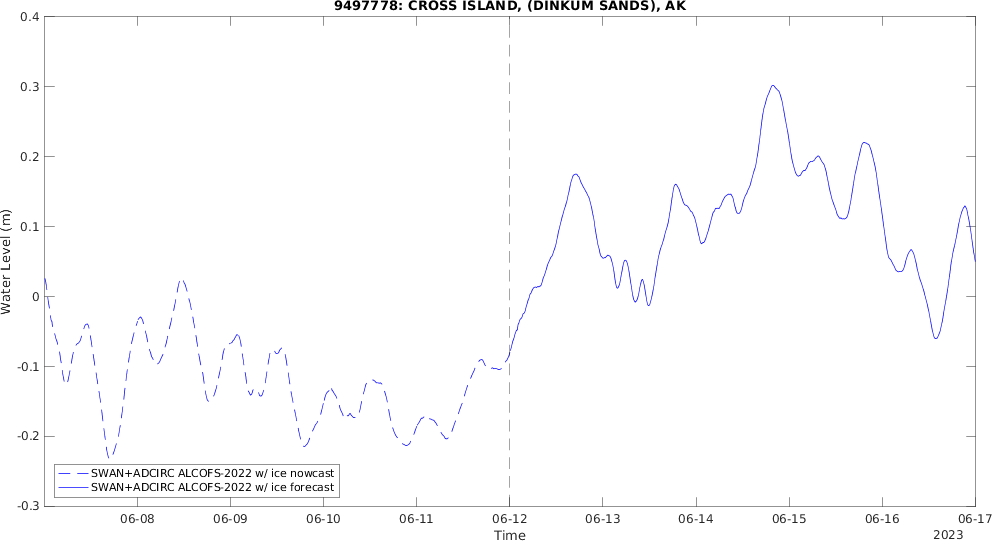 9497778: CROSS ISLAND, (DINKUM SANDS), AK
0.4
0.3
0.2
0.1
0
-0.1
-0.2
-0.3
Water Level (m)
SWAN+ADCIRC ALCOFS-2022 w/ ice nowcast
SWAN+ADCIRC ALCOFS-2022 w/ ice forecast
06-08 06-09 06-10 06-11 06-12 06-13 06-14 06-15 06-16 06-17
Time
2023